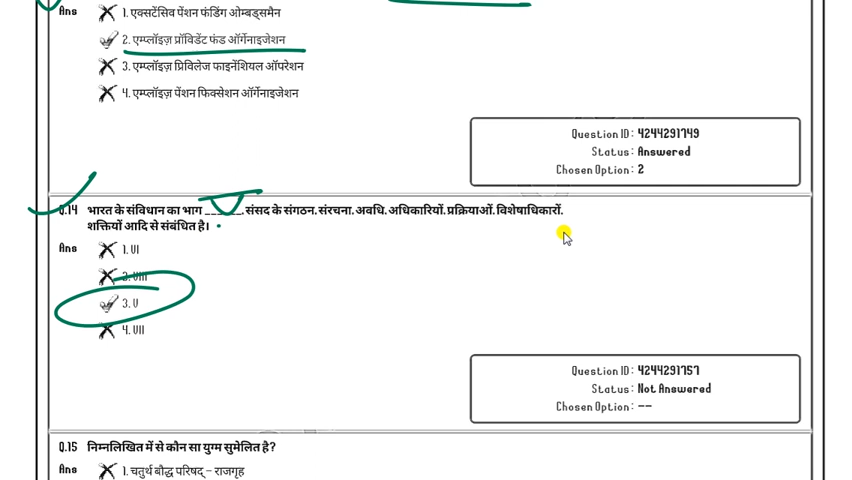 Ans 1. एक्सटेंसिव पेंशन फंडिंग ओम्बड्समैन
2. एम्प्लॉइज़ प्रॉविडेंट फंड ऑर्गेनाइजेशन
3. एम्प्लॉइज़ प्रिविलेज फाइनेंशियल ऑपरेशन
4. एम्प्लॉइज़ पेंशन फिक्सेशन ऑर्गेनाइजेशन
Question ID : 4244291749
Status : Answered
Chosen Option : 2
Q.14 भारत के संविधान का भाग ______, संसद के संगठन, संरचना, अवधि, अधिकारियों, प्रक्रियाओं, विशेषाधिकारों,
शक्तियों आदि से संबंधित है।
Ans 1. VI
2. VIII
3. V
4. VII
Question ID : 4244291757
Status : Not Answered
Chosen Option : --
Q.15 निम्नलिखित में से कौन सा युग्म सुमेलित है?
Ans 1. चतुर्थ बौद्ध परिषद् – राजगृह